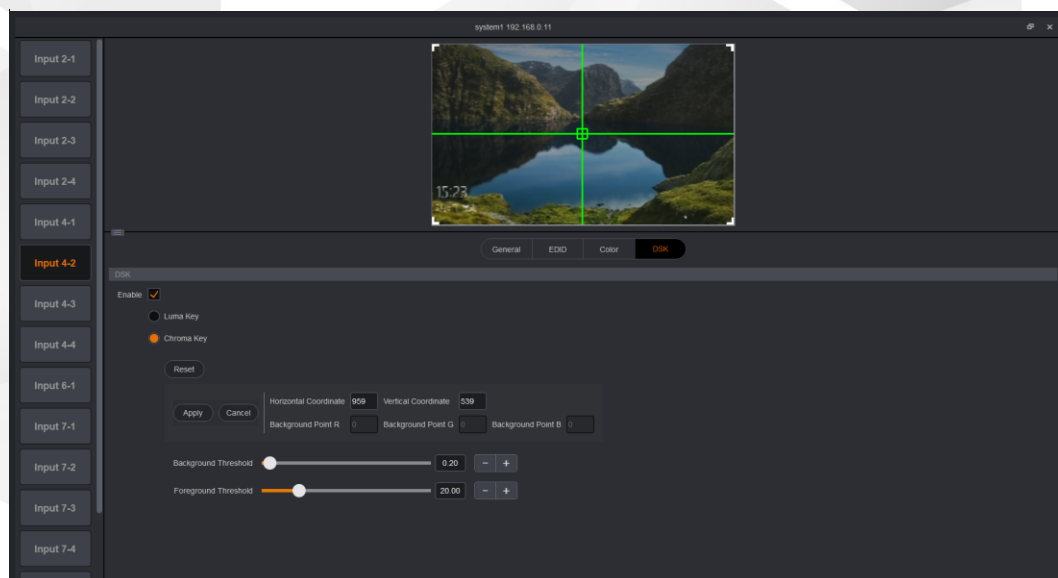 system1 192.168.0.11
Input 2-1
Input 2-2
Input 2-3
Input 2-4
Input 4-1
Input 4-2
Input 4-3
Input 4-4
Input 6-1
Input 7-1
Input 7-2
Input 7-3
Input 7-4
15:23
General EDID Color DSK
DSK
Enable
Luma Key
Chroma Key
Reset
Apply Cancel
Horizontal Coordinate 959 Vertical Coordinate 539
Background Point R 0 Background Point G 0 Background Point B 0
Background Threshold 0.20 - +
Foreground Threshold 20.00 - +